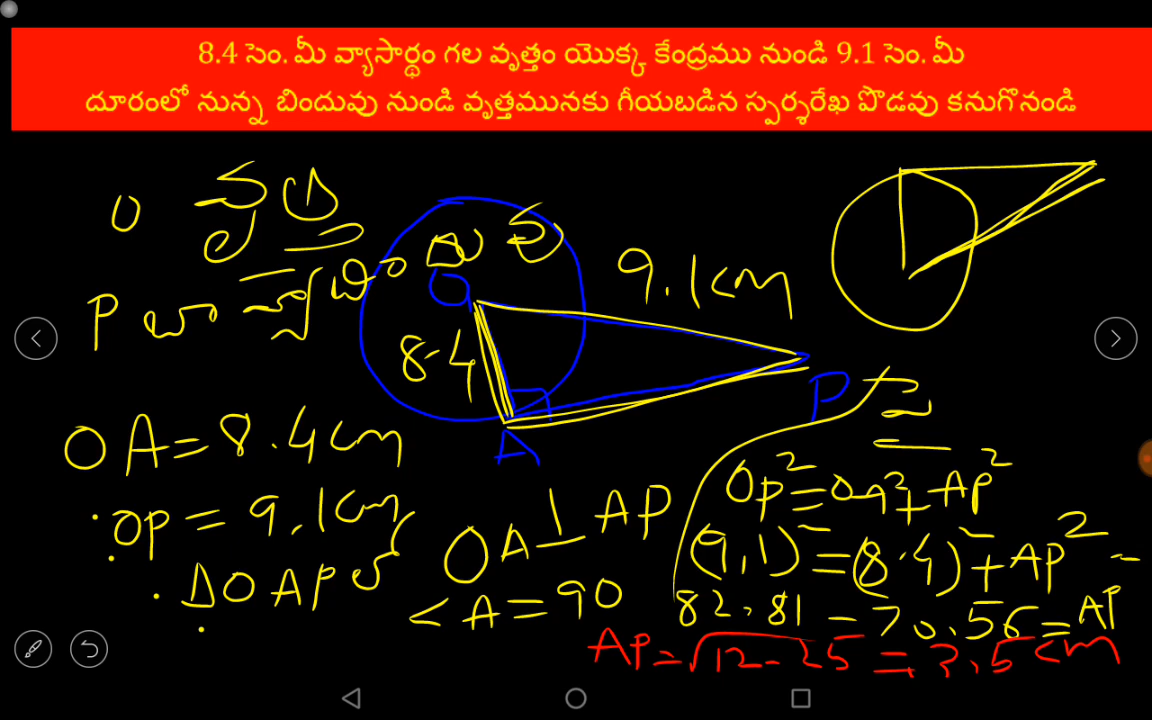 8.4 సెం.మీ వ్యాసార్థం గల వృత్తం యొక్క కేంద్రము నుండి 9.1 సెం.మీ
దూరంలో నున్న బిందువు నుండి వృత్తమునకు గీయబడిన స్పర్శరేఖ పొడవు కనుగొనండి
O
P
O
9.1cm
8.4
P
A
OA=8.4cm
OP = 9.1cm
OA⊥AP
ΔOAP లో
<A=90
OP²=OA²+AP²
(9.1)²=(8.4)²+AP²
82.81-70.56=AP
AP=√12.25=3.5cm